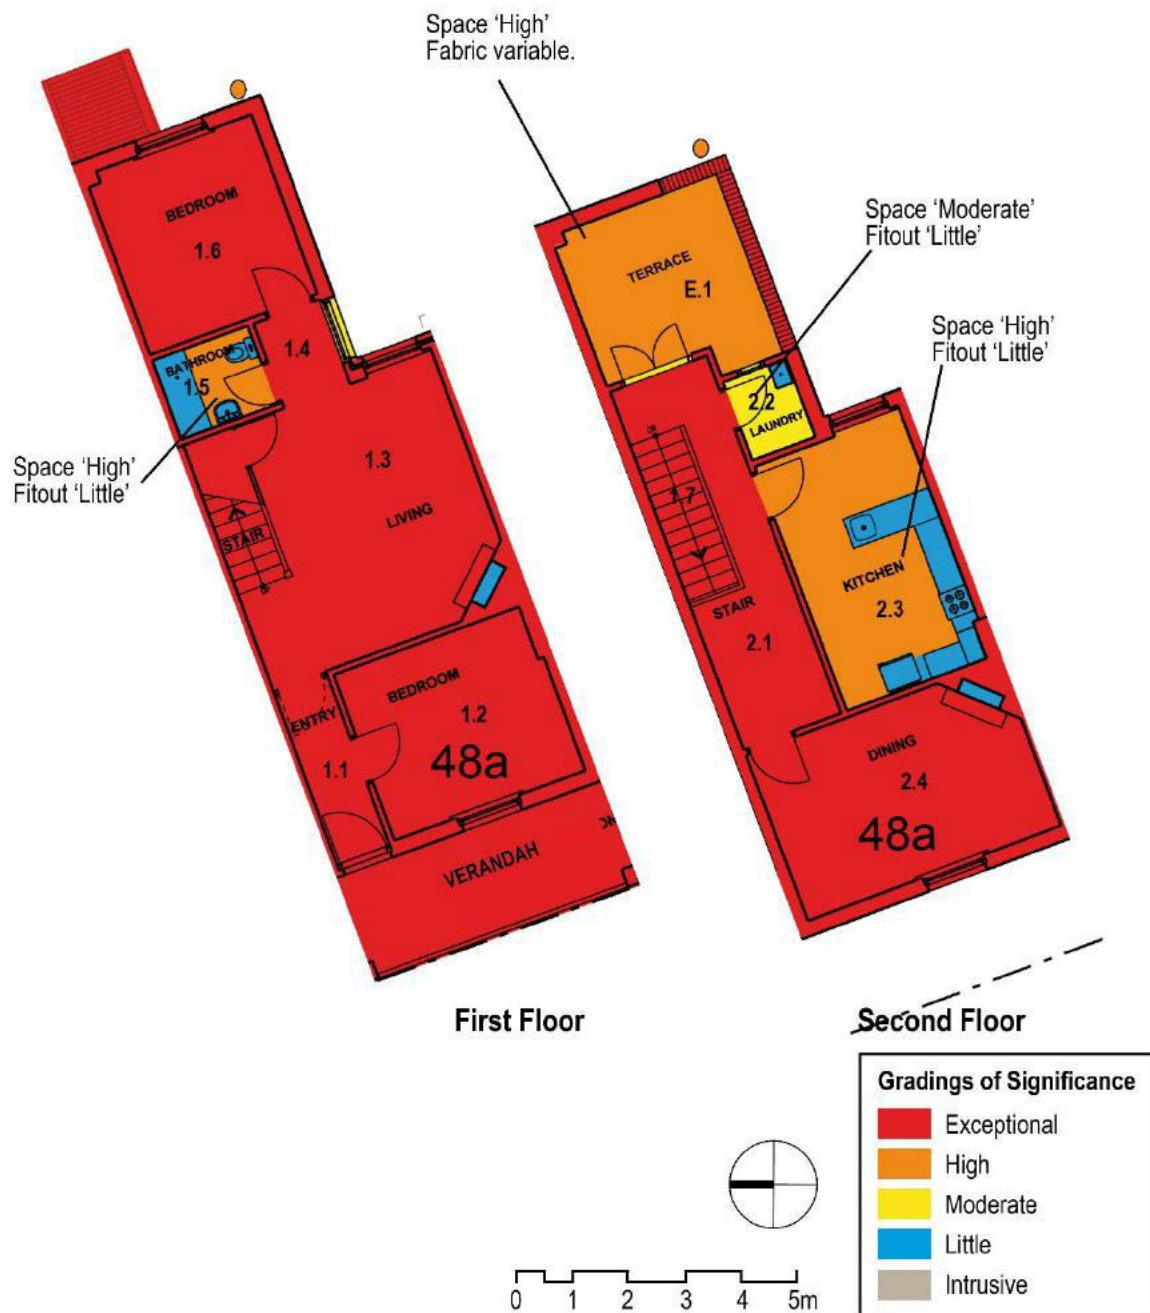 Space ‘High’
Fabric variable.
Space ‘Moderate’
Fitout ‘Little’
Space ‘High’
Fitout ‘Little’
Space ‘High’
Fitout ‘Little’
BEDROOM
1.6
1.4
BATHROOM
1.5
1.3
LIVING
STAIR
BEDROOM
1.2
48a
ENTRY
1.1
VERANDAH
TERRACE
E.1
2.2
LAUNDRY
1.7
KITCHEN
2.3
STAIR
2.1
DINING
2.4
48a
First Floor
Second Floor
Gradings of Significance
Exceptional
High
Moderate
Little
Intrusive
0 1 2 3 4 5m